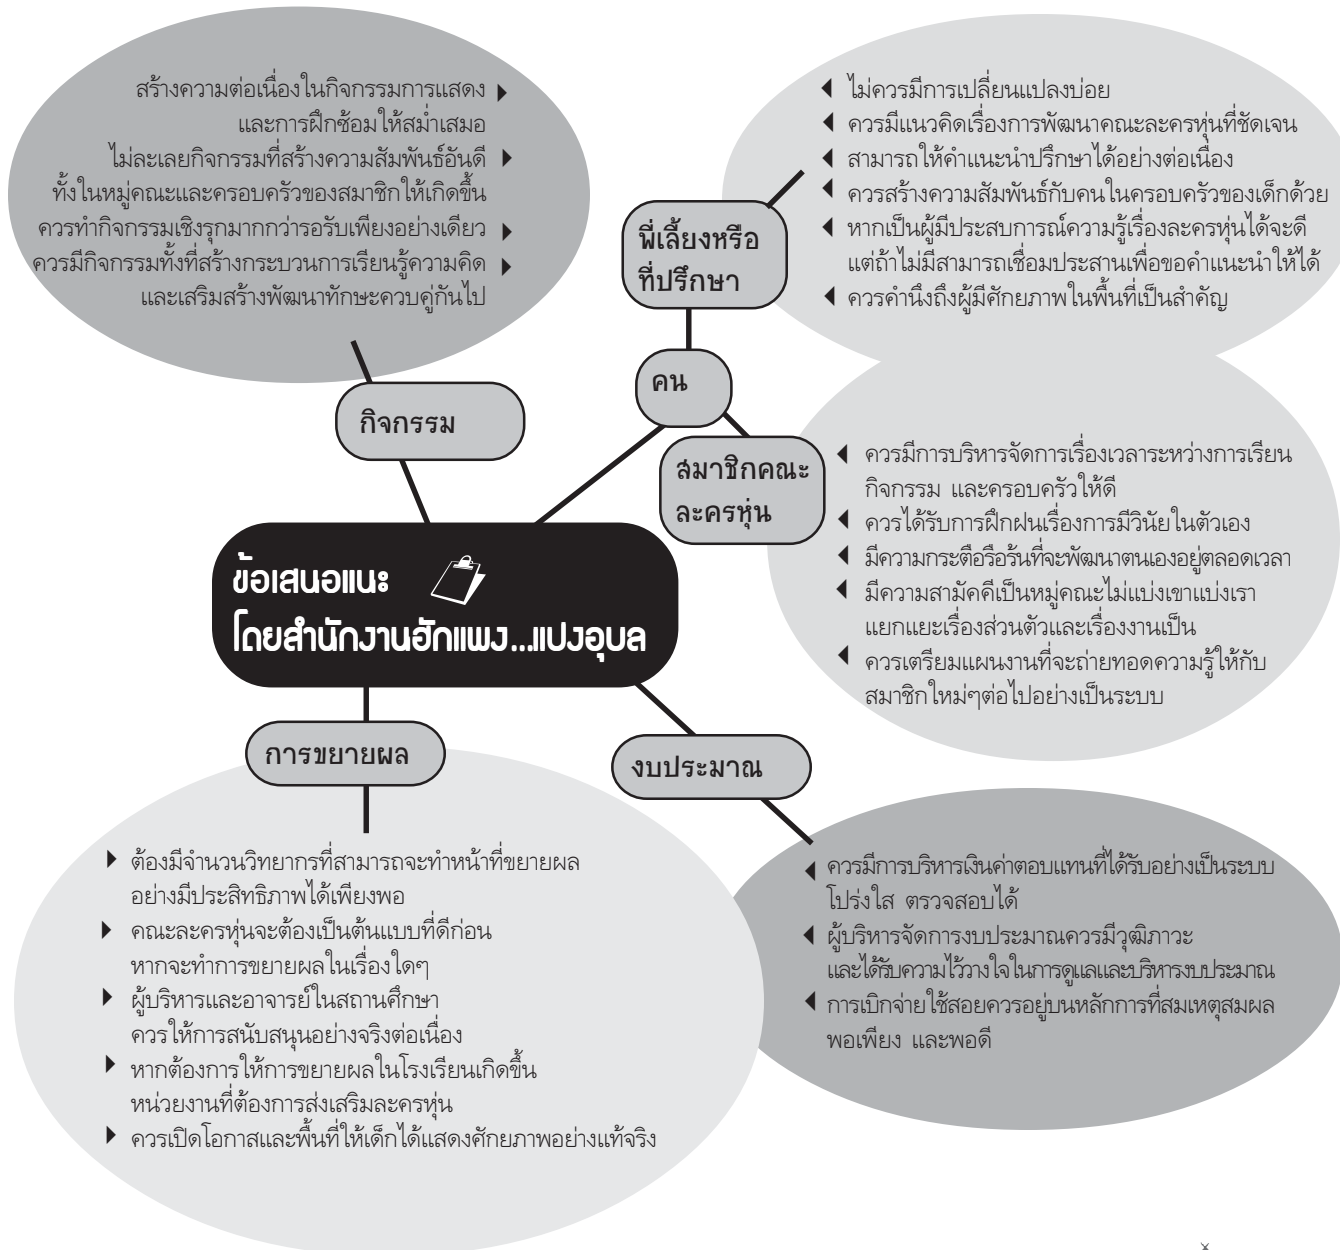 สร้างความต่อเนื่องในกิจกรรมการแสดง
และการฝึกซ้อมให้สม่ำเสมอ
ไม่ละเลยกิจกรรมที่สร้างความสัมพันธ์อันดี
ทั้งในหมู่คณะและครอบครัวของสมาชิกให้เกิดขึ้น
ควรทำกิจกรรมเชิงรุกมากกว่ารอรับเพียงอย่างเดียว
ควรมีกิจกรรมทั้งที่สร้างกระบวนการเรียนรู้ความคิด
และเสริมสร้างพัฒนาทักษะควบคู่กันไป
กิจกรรม
ไม่ควรมีการเปลี่ยนแปลงบ่อย
ควรมีแนวคิดเรื่องการพัฒนาคณะละครหุ่นที่ชัดเจน
สามารถให้คำแนะนำปรึกษาได้อย่างต่อเนื่อง
ควรสร้างความสัมพันธ์กับคนในครอบครัวของเด็กด้วย
หากเป็นผู้มีประสบการณ์ความรู้เรื่องละครหุ่นได้จะดี
แต่ถ้าไม่มีสามารถเชื่อมประสานเพื่อขอคำแนะนำให้ได้
ควรคำนึงถึงผู้มีศักยภาพในพื้นที่เป็นสำคัญ
พี่เลี้ยงหรือ
ที่ปรึกษา
คน
สมาชิกคณะ
ละครหุ่น
ควรมีการบริหารจัดการเรื่องเวลาระหว่างการเรียน
กิจกรรม และครอบครัวให้ดี
ควรได้รับการฝึกฝนเรื่องการมีวินัยในตัวเอง
มีความกระตือรือร้นที่จะพัฒนาตนเองอยู่ตลอดเวลา
มีความสามัคคีเป็นหมู่คณะไม่แบ่งเขาแบ่งเรา
แยกแยะเรื่องส่วนตัวและเรื่องงานเป็น
ควรเตรียมแผนงานที่จะถ่ายทอดความรู้ให้กับ
สมาชิกใหม่ๆต่อไปอย่างเป็นระบบ
ข้อเสนอแนะ
โดยสำนักงานฮักแพง...แปงอุบล
การขยายผล
ต้องมีจำนวนวิทยากรที่สามารถจะทำหน้าที่ขยายผล
อย่างมีประสิทธิภาพได้เพียงพอ
คณะละครหุ่นจะต้องเป็นต้นแบบที่ดีก่อน
หากจะทำการขยายผลในเรื่องใดๆ
ผู้บริหารและอาจารย์ในสถานศึกษา
ควรให้การสนับสนุนอย่างจริงต่อเนื่อง
หากต้องการให้การขยายผลในโรงเรียนเกิดขึ้น
หน่วยงานที่ต้องการส่งเสริมละครหุ่น
ควรเปิดโอกาสและพื้นที่ให้เด็กได้แสดงศักยภาพอย่างแท้จริง
งบประมาณ
ควรมีการบริหารเงินค่าตอบแทนที่ได้รับอย่างเป็นระบบ
โปร่งใส ตรวจสอบได้
ผู้บริหารจัดการงบประมาณควรมีวุฒิภาวะ
และได้รับความไว้วางใจในการดูแลและบริหารงบประมาณ
การเบิกจ่ายใช้สอยควรอยู่บนหลักการที่สมเหตุสมผล
พอเพียง และพอดี